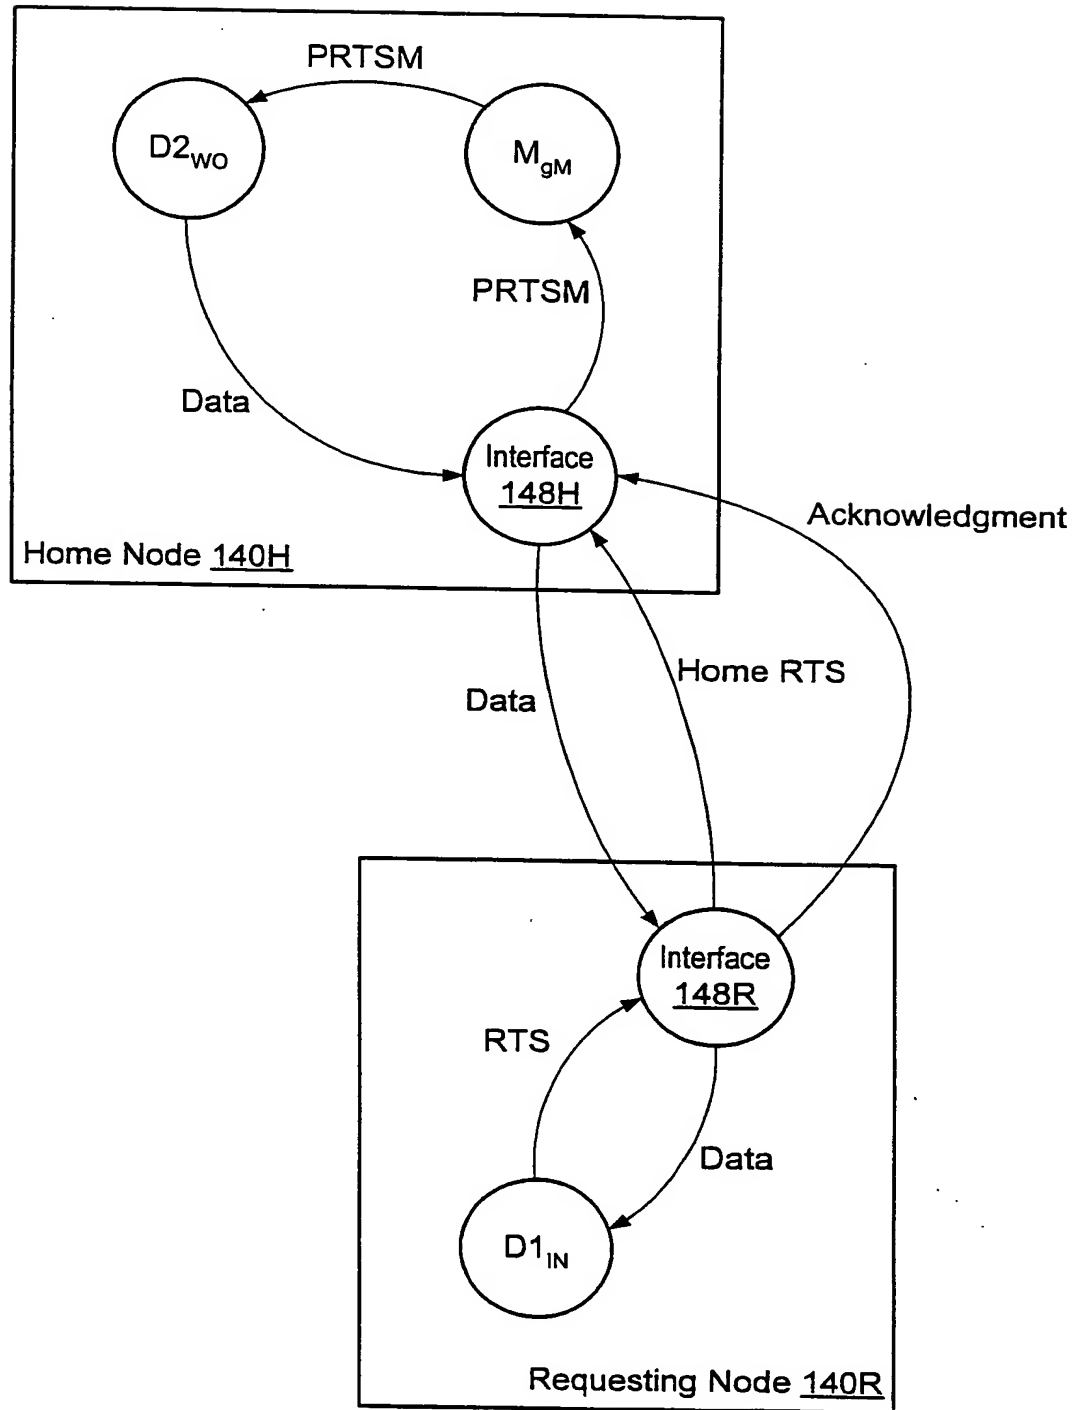 PRTSM
D2WO
MgM
PRTSM
Data
Interface
148H
Acknowledgment
Home Node 140H
Home RTS
Data
Interface
148R
RTS
Data
D1IN
Requesting Node 140R